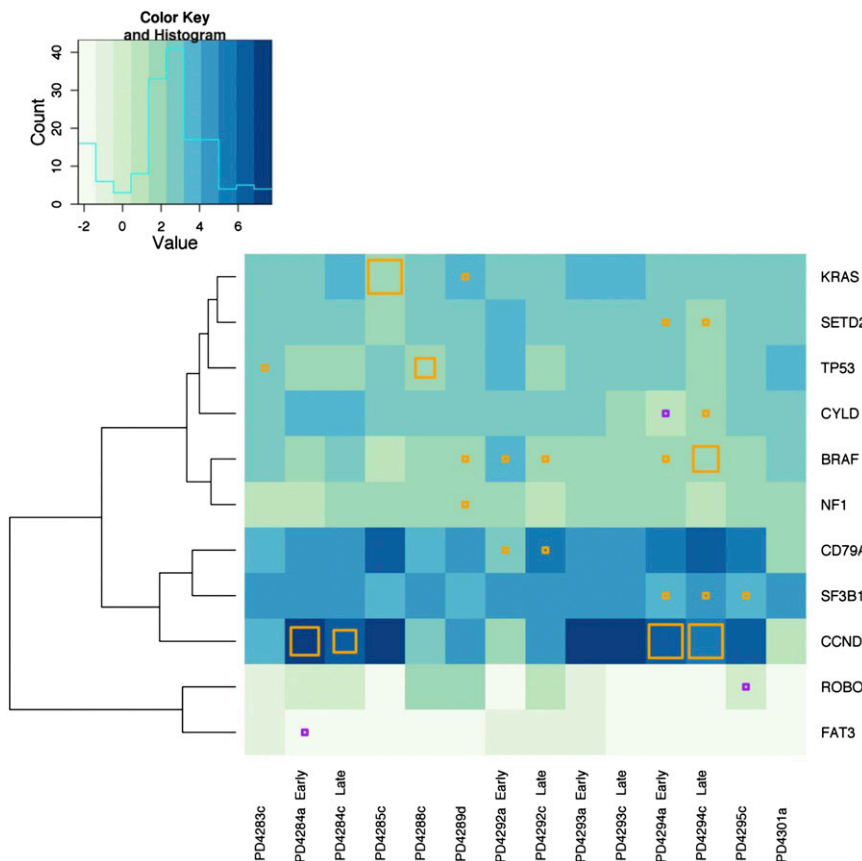 Color Key
and Histogram
Count
0 10 20 30 40
-2 0 2 4 6
Value
KRAS
SETD2
TP53
CYLD
BRAF
NF1
CD79A
SF3B1
CCND
ROBO
FAT3
PD4283c
PD4284a Early
PD4284c Late
PD4285c
PD4288c
PD4289d
PD4292a Early
PD4292c Late
PD4293a Early
PD4293c Late
PD4294a Early
PD4294c Late
PD4295c
PD4301a